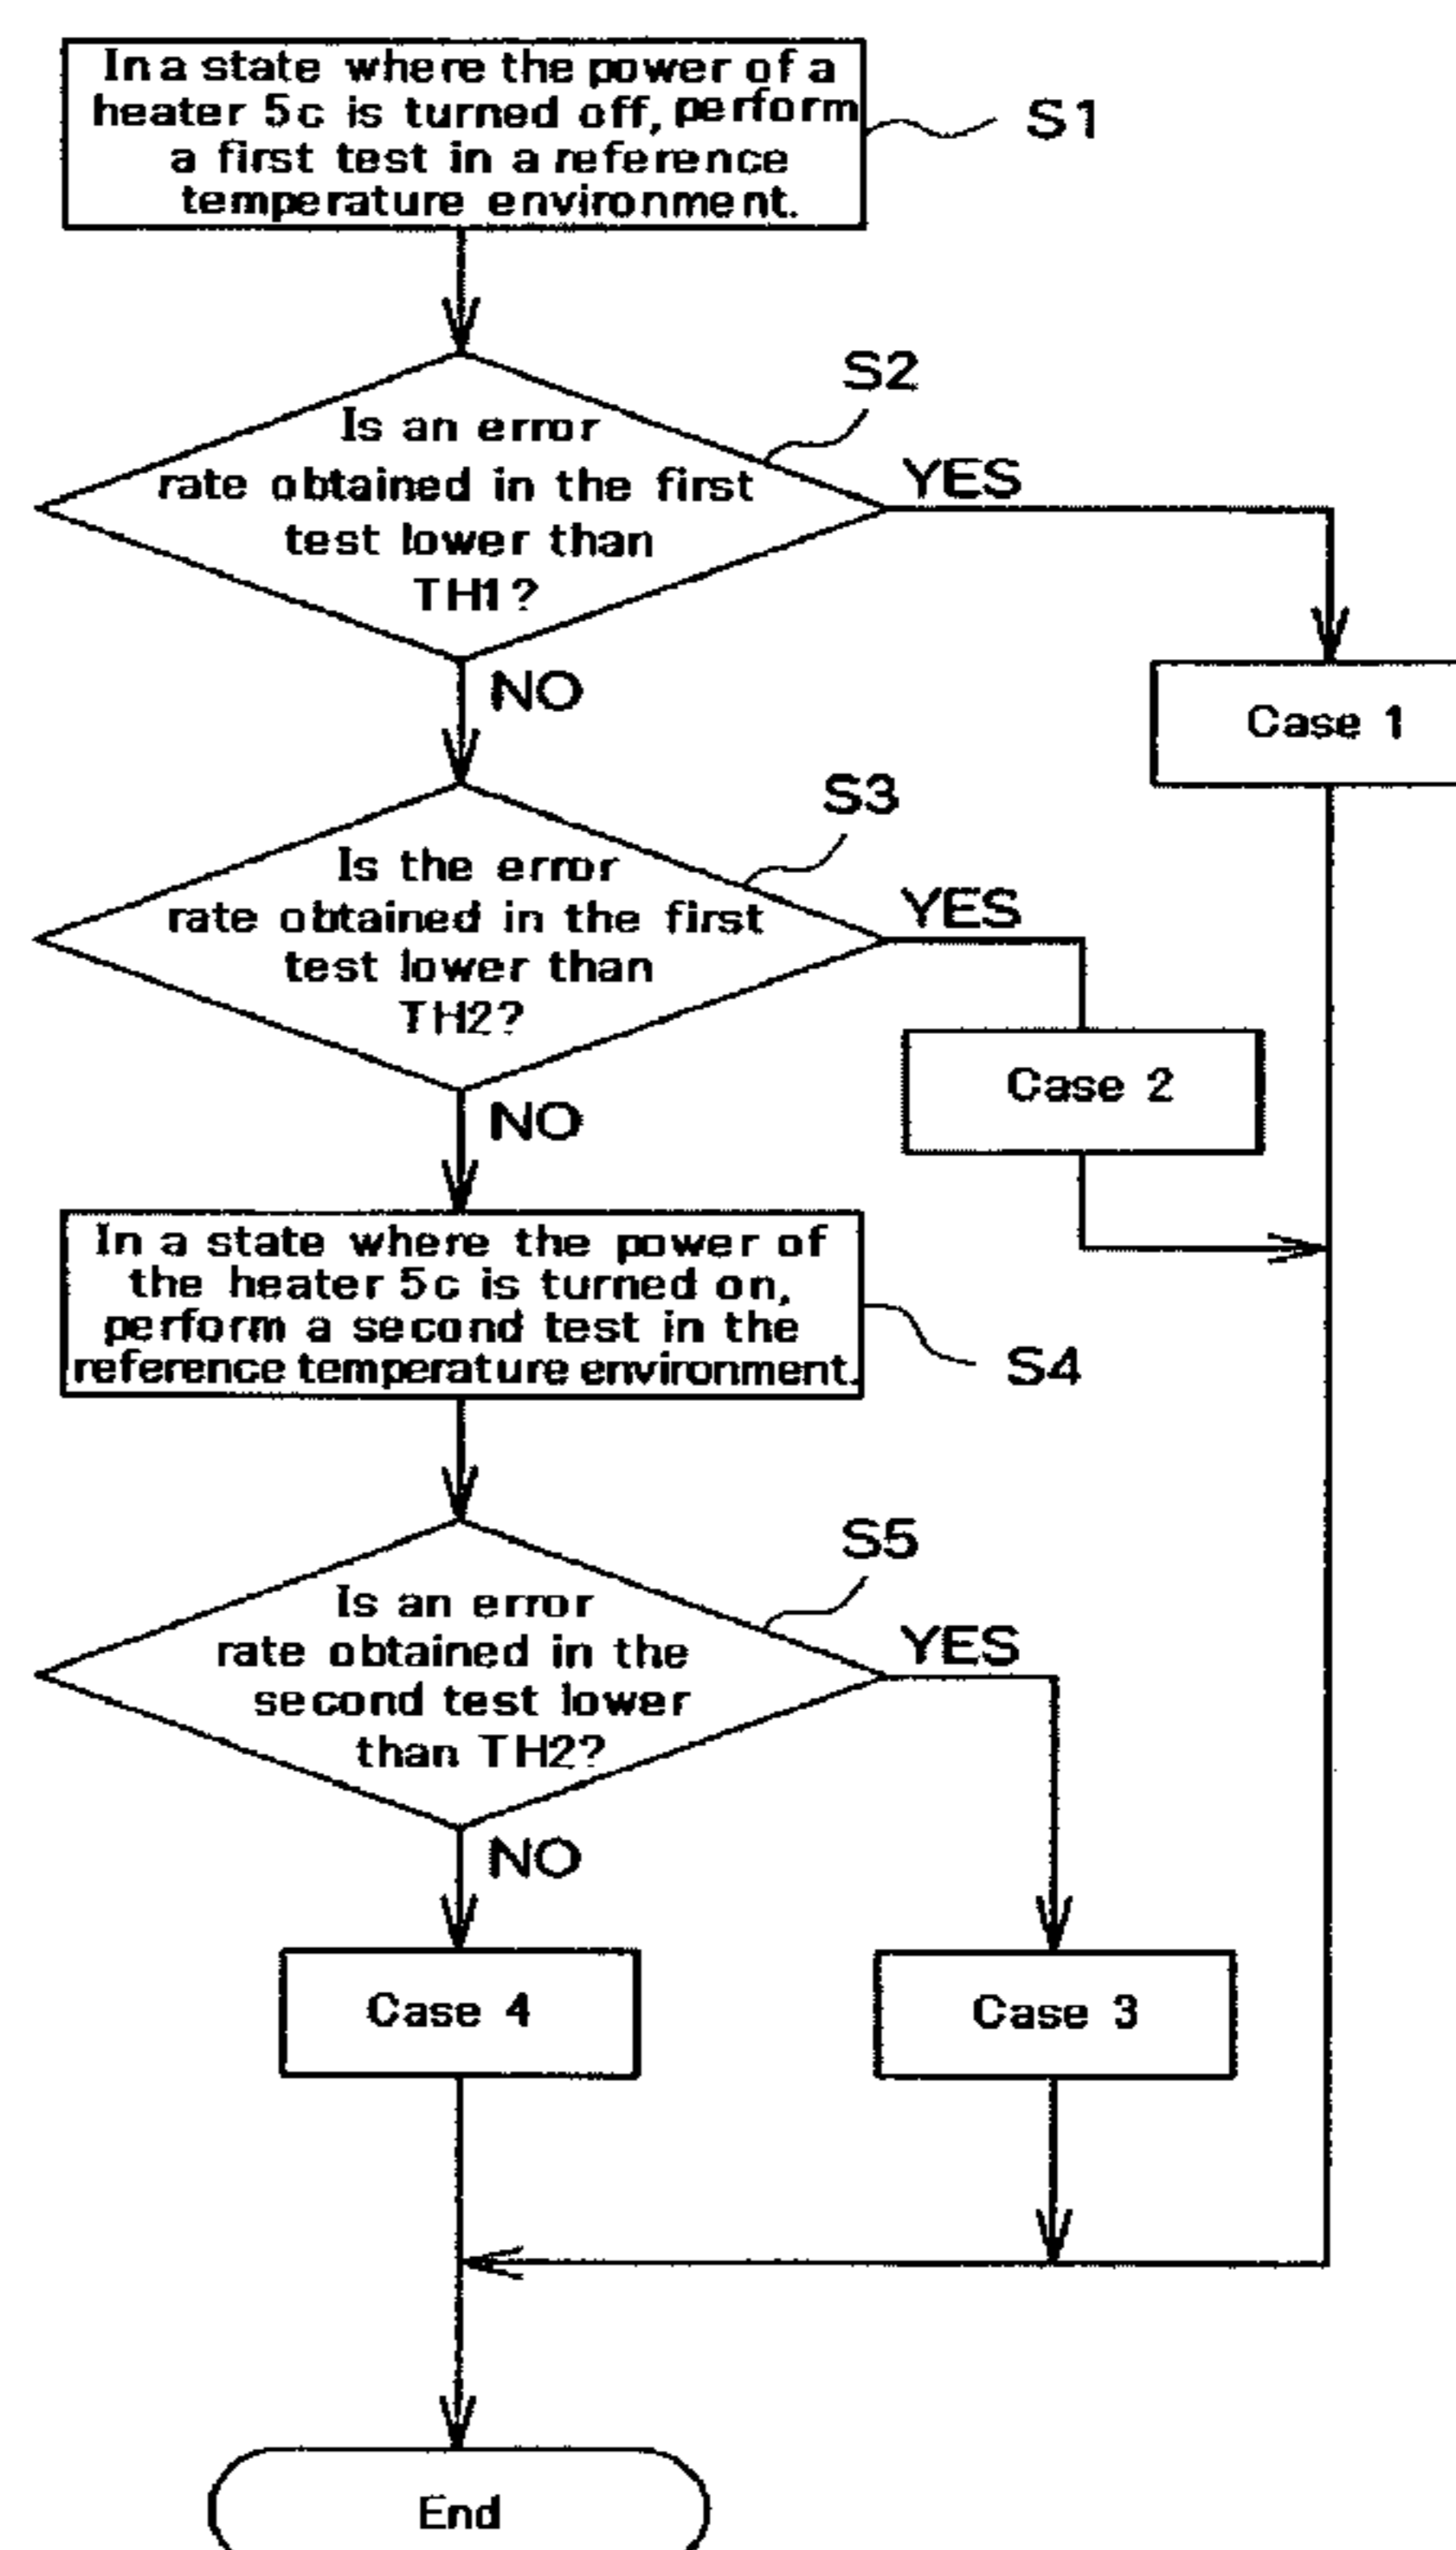 In a state where the power of a
heater 5c is turned off, perform
a first test in a reference
temperature environment.
S1
S2
Is an error
rate obtained in the first
test lower than
TH1?
YES
NO
Case 1
S3
Is the error
rate obtained in the first
test lower than
TH2?
YES
NO
Case 2
In a state where the power of
the heater 5c is turned on,
perform a second test in the
reference temperature environment.
S4
S5
Is an error
rate obtained in the
second test lower
than TH2?
YES
NO
Case 4
Case 3
End